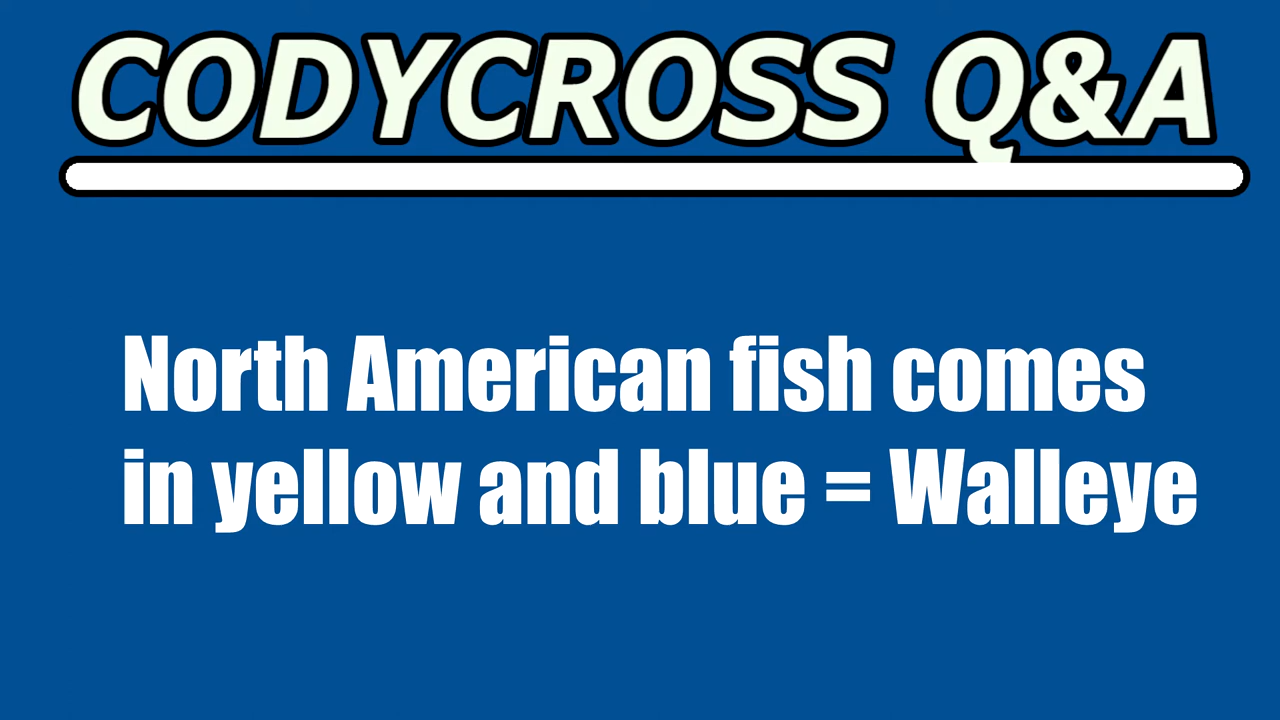 CODYCROSS Q&A
North American fish comes
in yellow and blue = Walleye